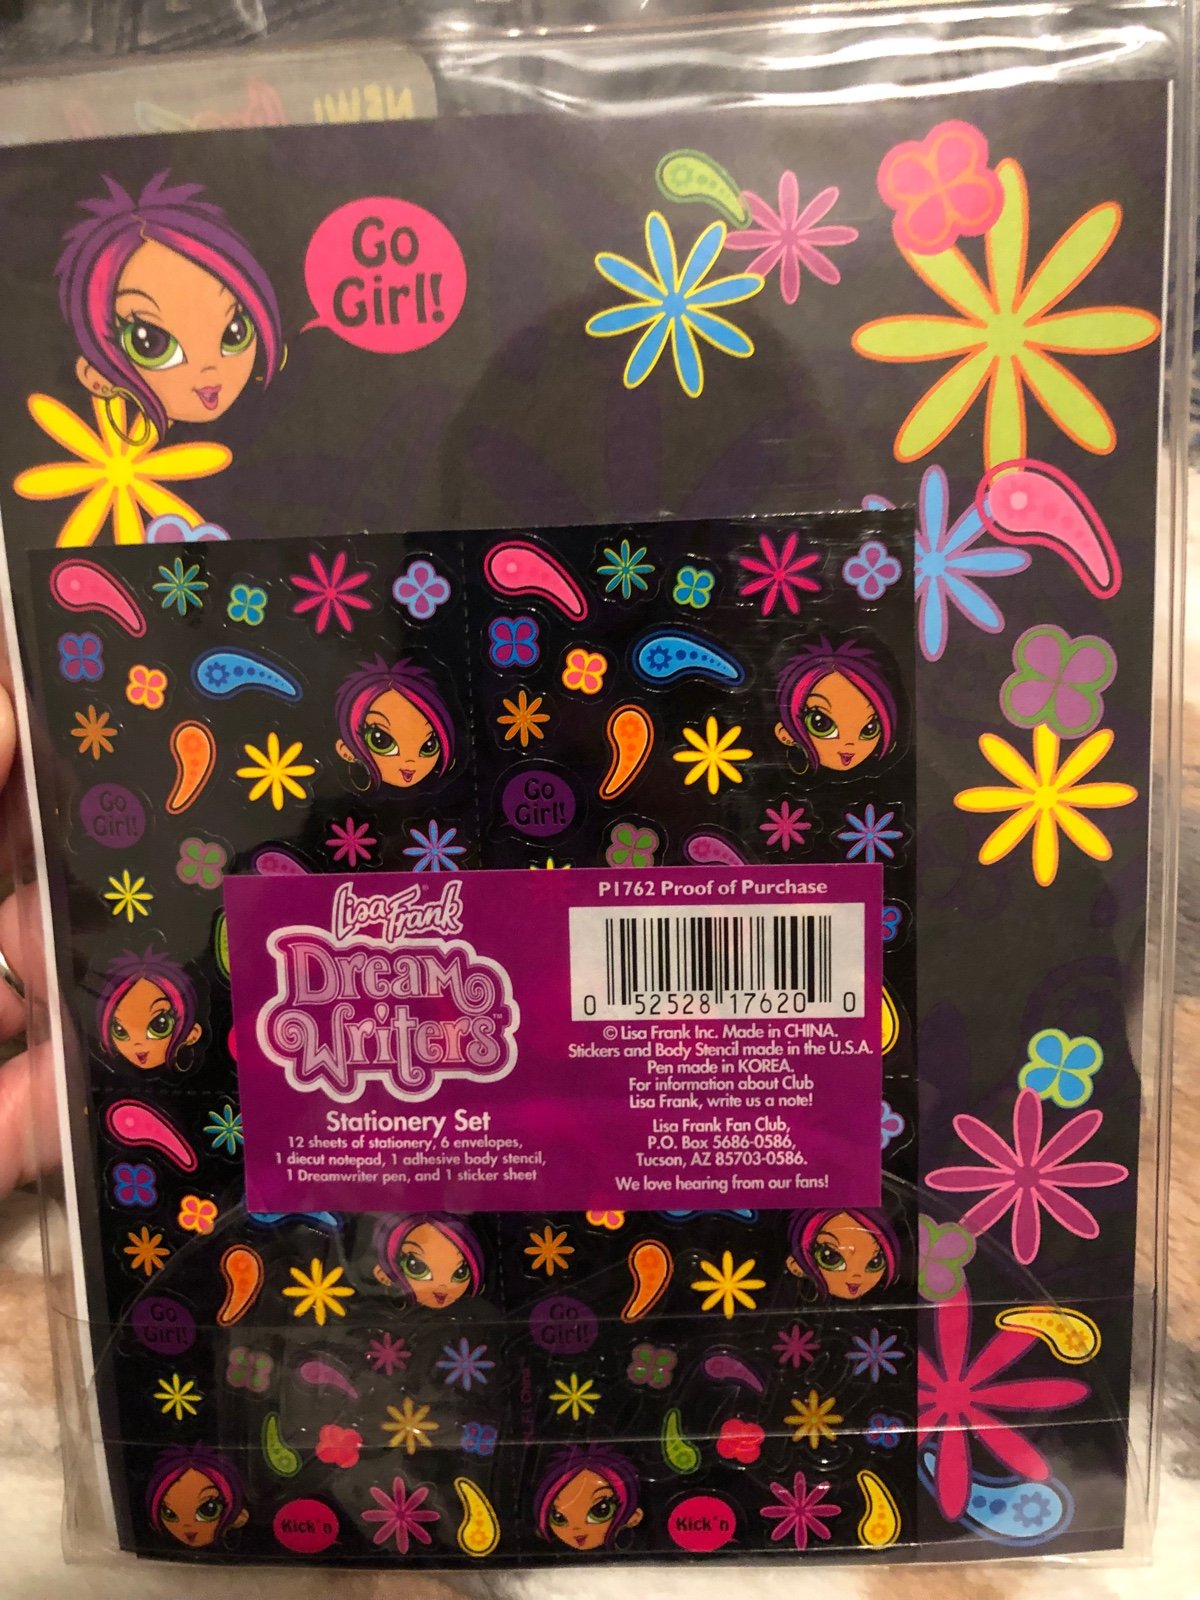 NEW!
Go
Girl!
Go
Girl!
Go
Girl!
Lisa Frank®
Dream
Writers™
Stationery Set
12 sheets of stationery, 6 envelopes,
1 diecut notepad, 1 adhesive body stencil,
1 Dreamwriter pen, and 1 sticker sheet
P1762 Proof of Purchase
0 52528 17620 0
© Lisa Frank Inc. Made in CHINA.
Stickers and Body Stencil made in the U.S.A.
Pen made in KOREA.
For information about Club
Lisa Frank, write us a note!
Lisa Frank Fan Club,
P.O. Box 5686-0586,
Tucson, AZ 85703-0586.
We love hearing from our fans!
Go
Girl!
Go
Girl!
Kick'n
Kick'n